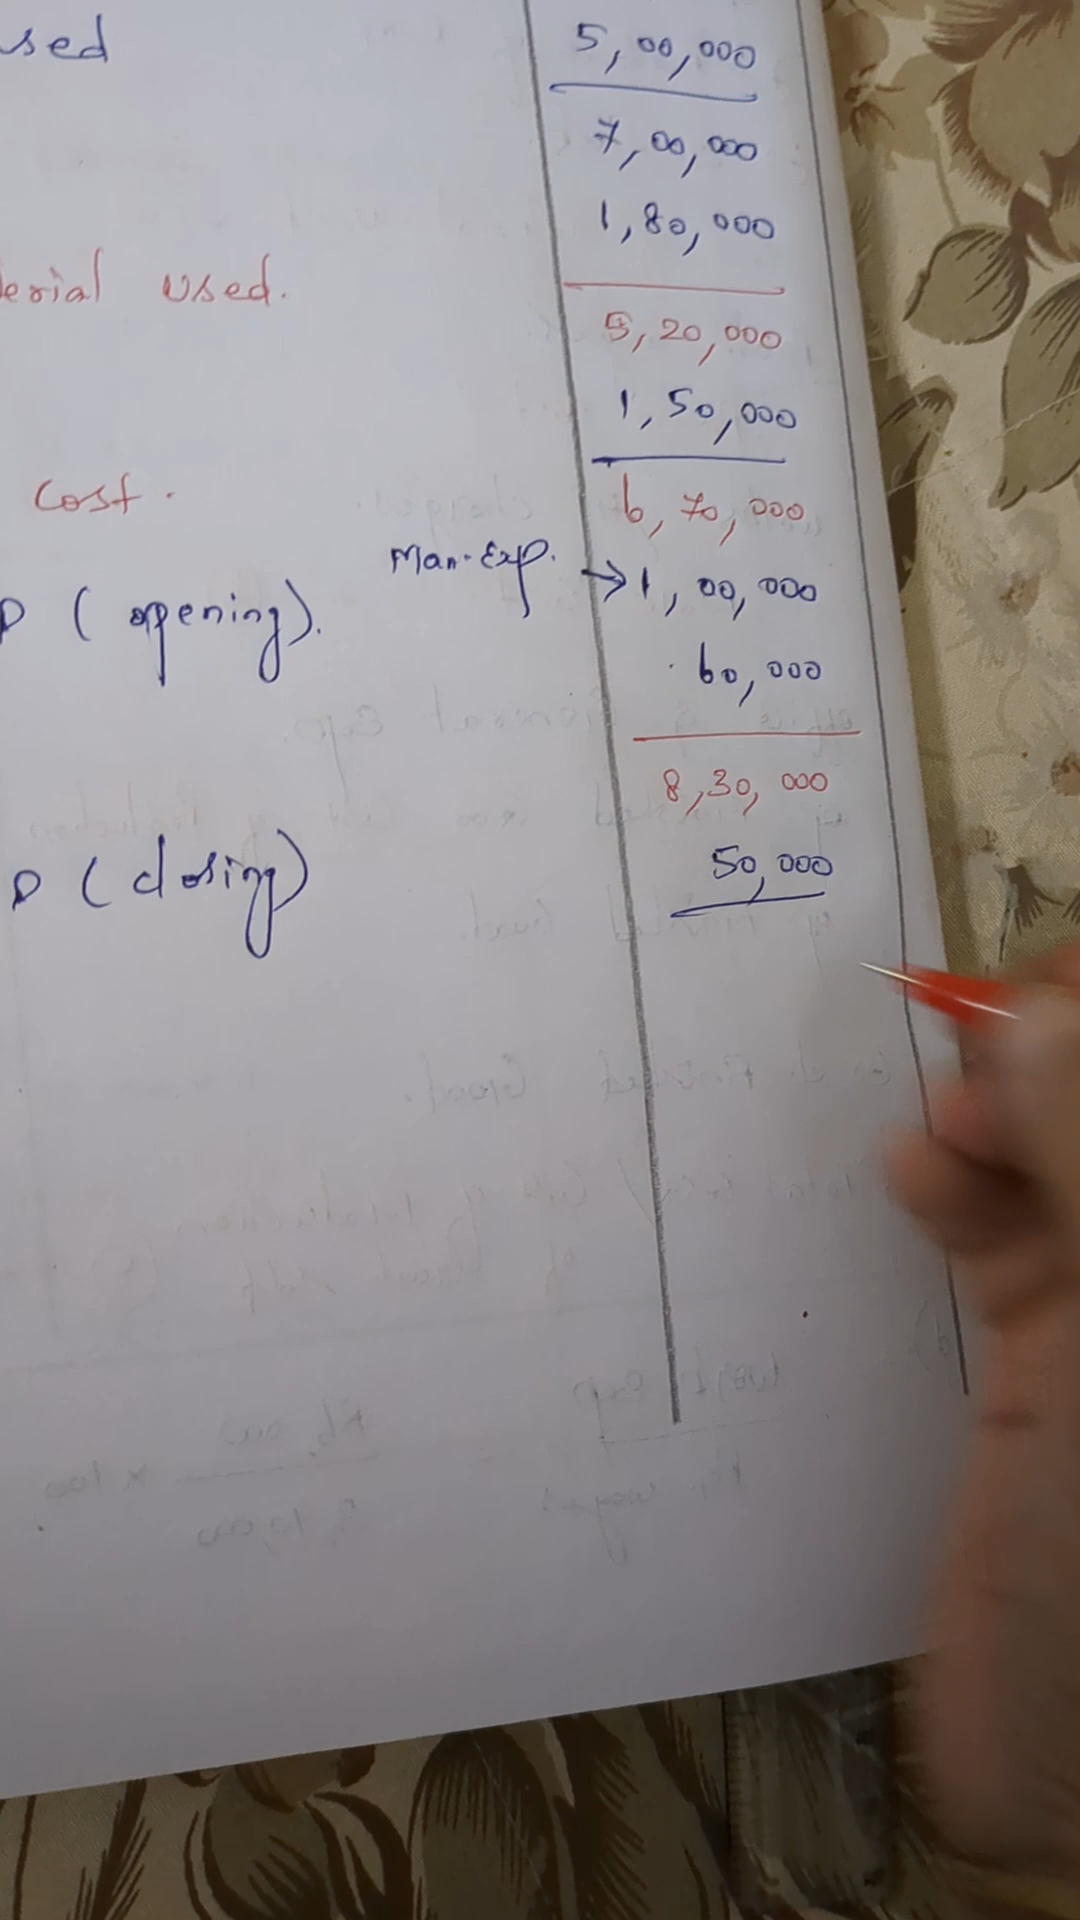 used 5,00,000
7,00,000
1,80,000
erial used. 5,20,000
1,50,000
Cost. 6,70,000
Man. Exp. → 1,00,000
P (opening). 60,000
8,30,000
P (closing) 50,000